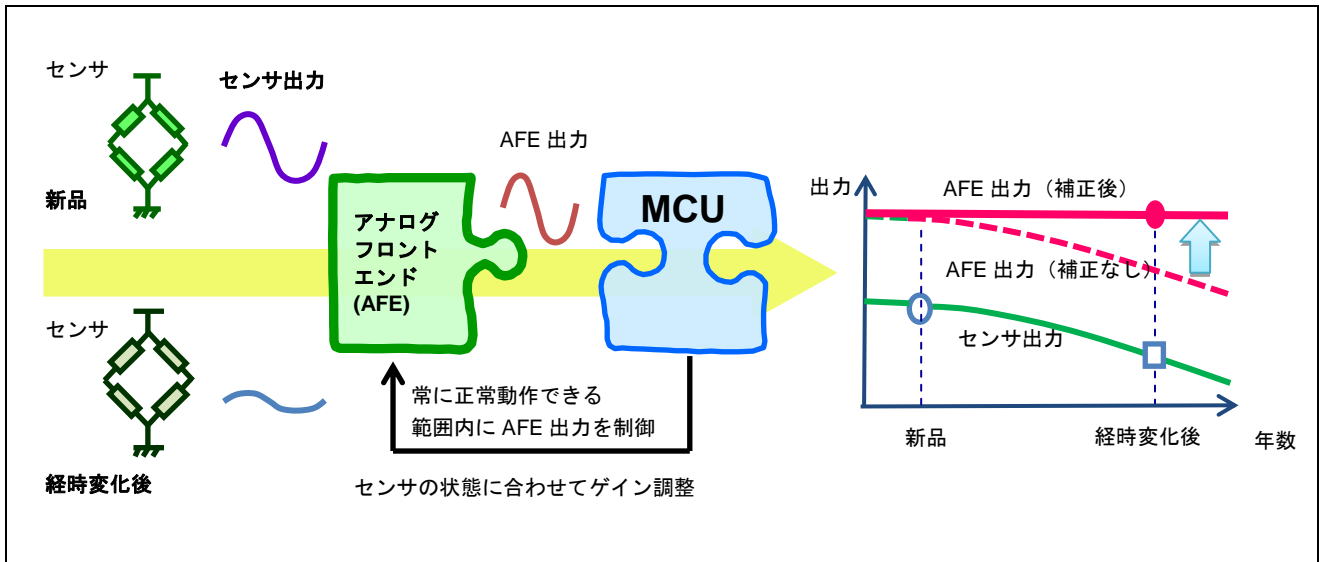 センサ
センサ出力
新品
アナログ
フロント
エンド
(AFE)
AFE 出力
MCU
センサ
経時変化後
常に正常動作できる
範囲内に AFE 出力を制御
センサの状態に合わせてゲイン調整
出力
AFE 出力（補正後）
AFE 出力（補正なし）
センサ出力
新品
経時変化後
年数